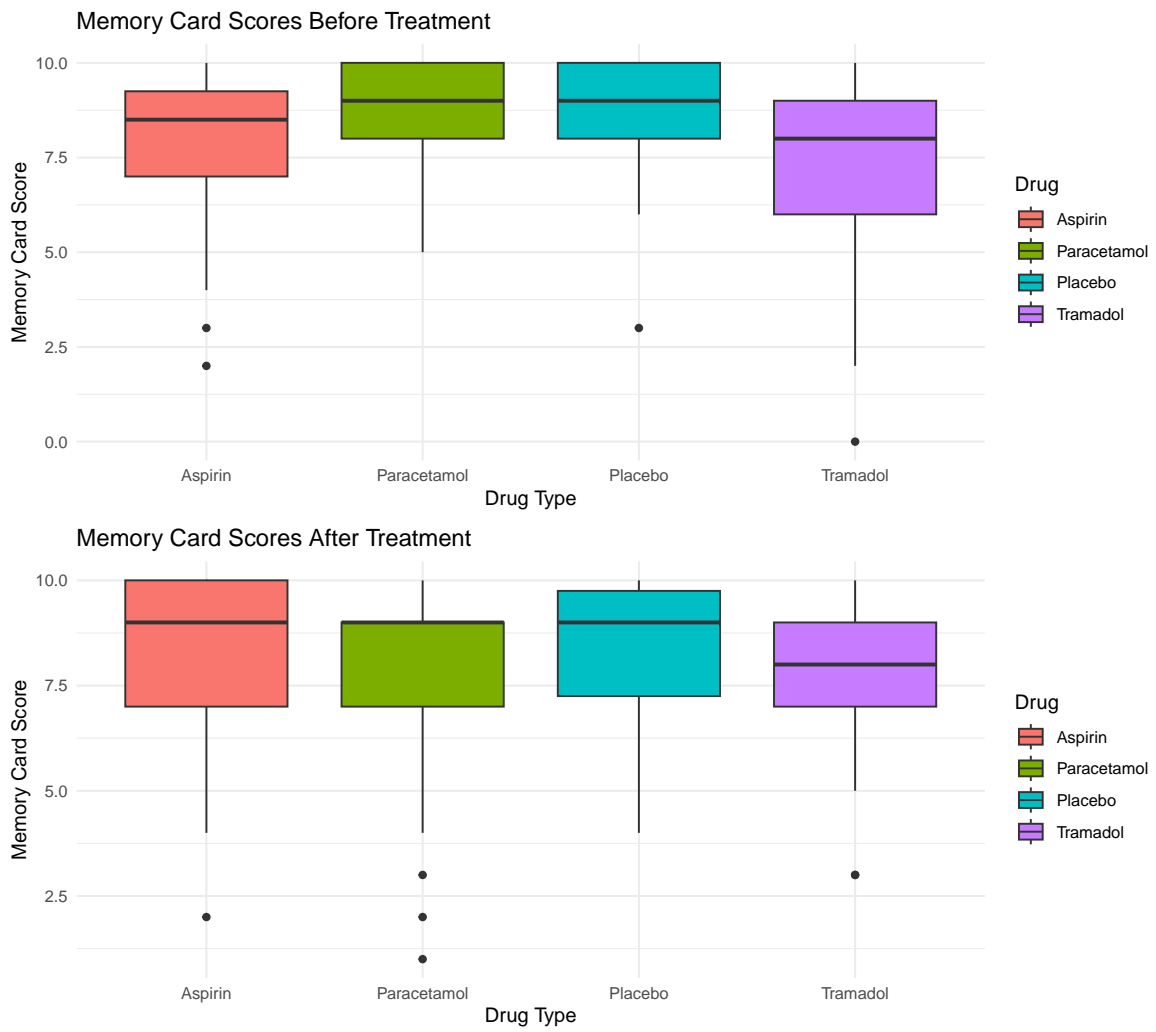 Memory Card Scores Before Treatment
Memory Card Score
10.0
7.5
5.0
2.5
0.0
Aspirin Paracetamol Placebo Tramadol
Drug Type
Drug
Aspirin
Paracetamol
Placebo
Tramadol
Memory Card Scores After Treatment
Memory Card Score
10.0
7.5
5.0
2.5
Aspirin Paracetamol Placebo Tramadol
Drug Type
Drug
Aspirin
Paracetamol
Placebo
Tramadol